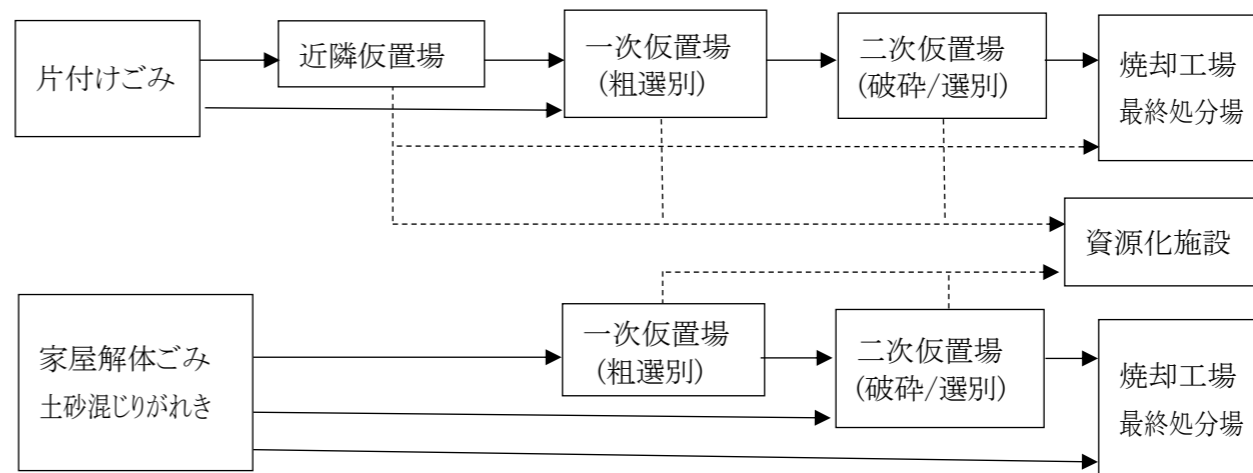 片付けごみ
近隣仮置場
一次仮置場
(粗選別)
二次仮置場
(破砕/選別)
焼却工場
最終処分場
資源化施設
家屋解体ごみ
土砂混じりがれき
一次仮置場
(粗選別)
二次仮置場
(破砕/選別)
焼却工場
最終処分場